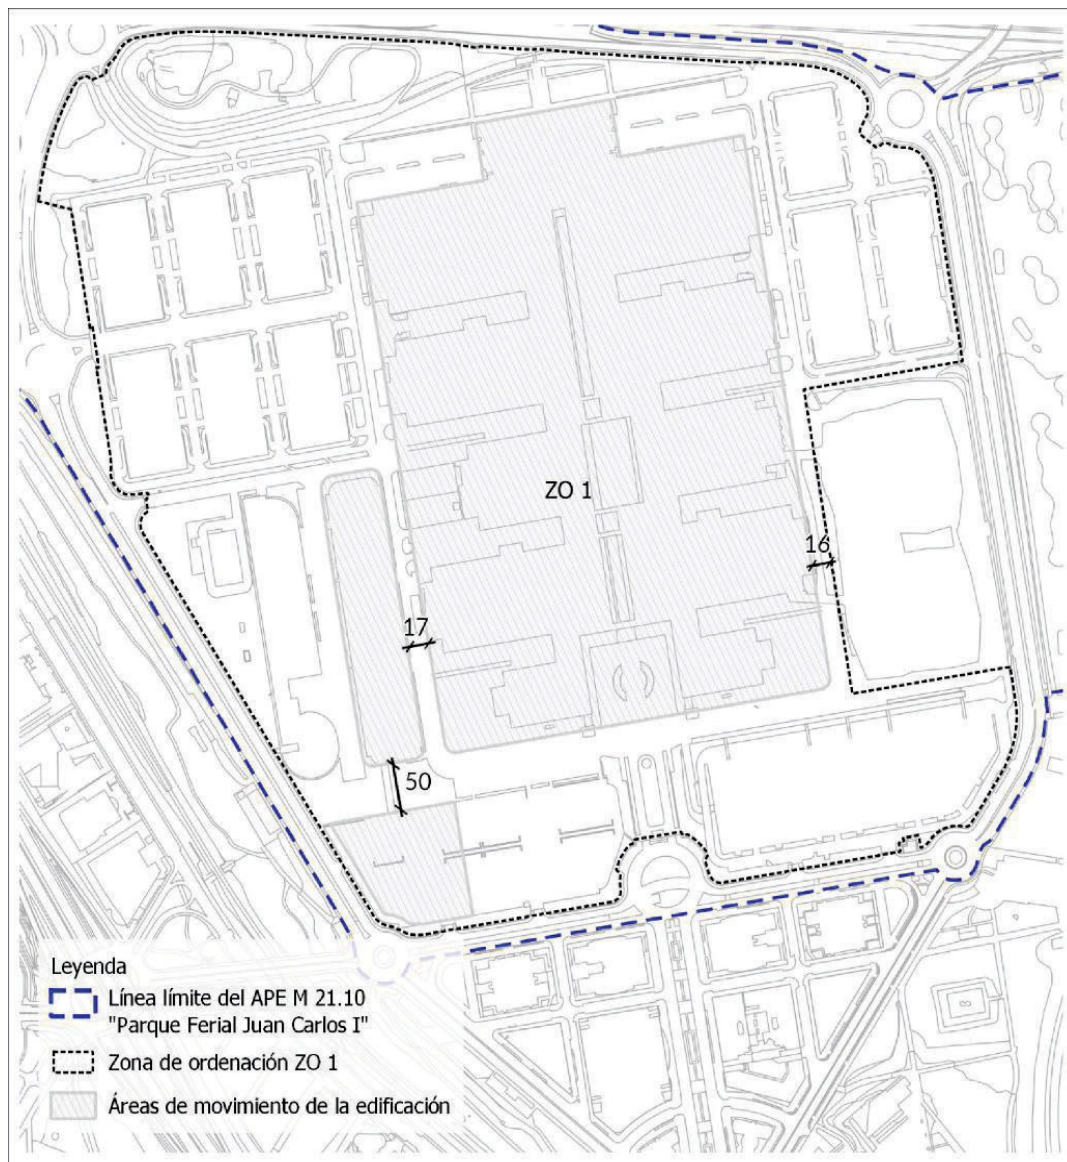 ZO 1
16
17
50
Leyenda
Línea límite del APE M 21.10
"Parque Ferial Juan Carlos I"
Zona de ordenación ZO 1
Áreas de movimiento de la edificación